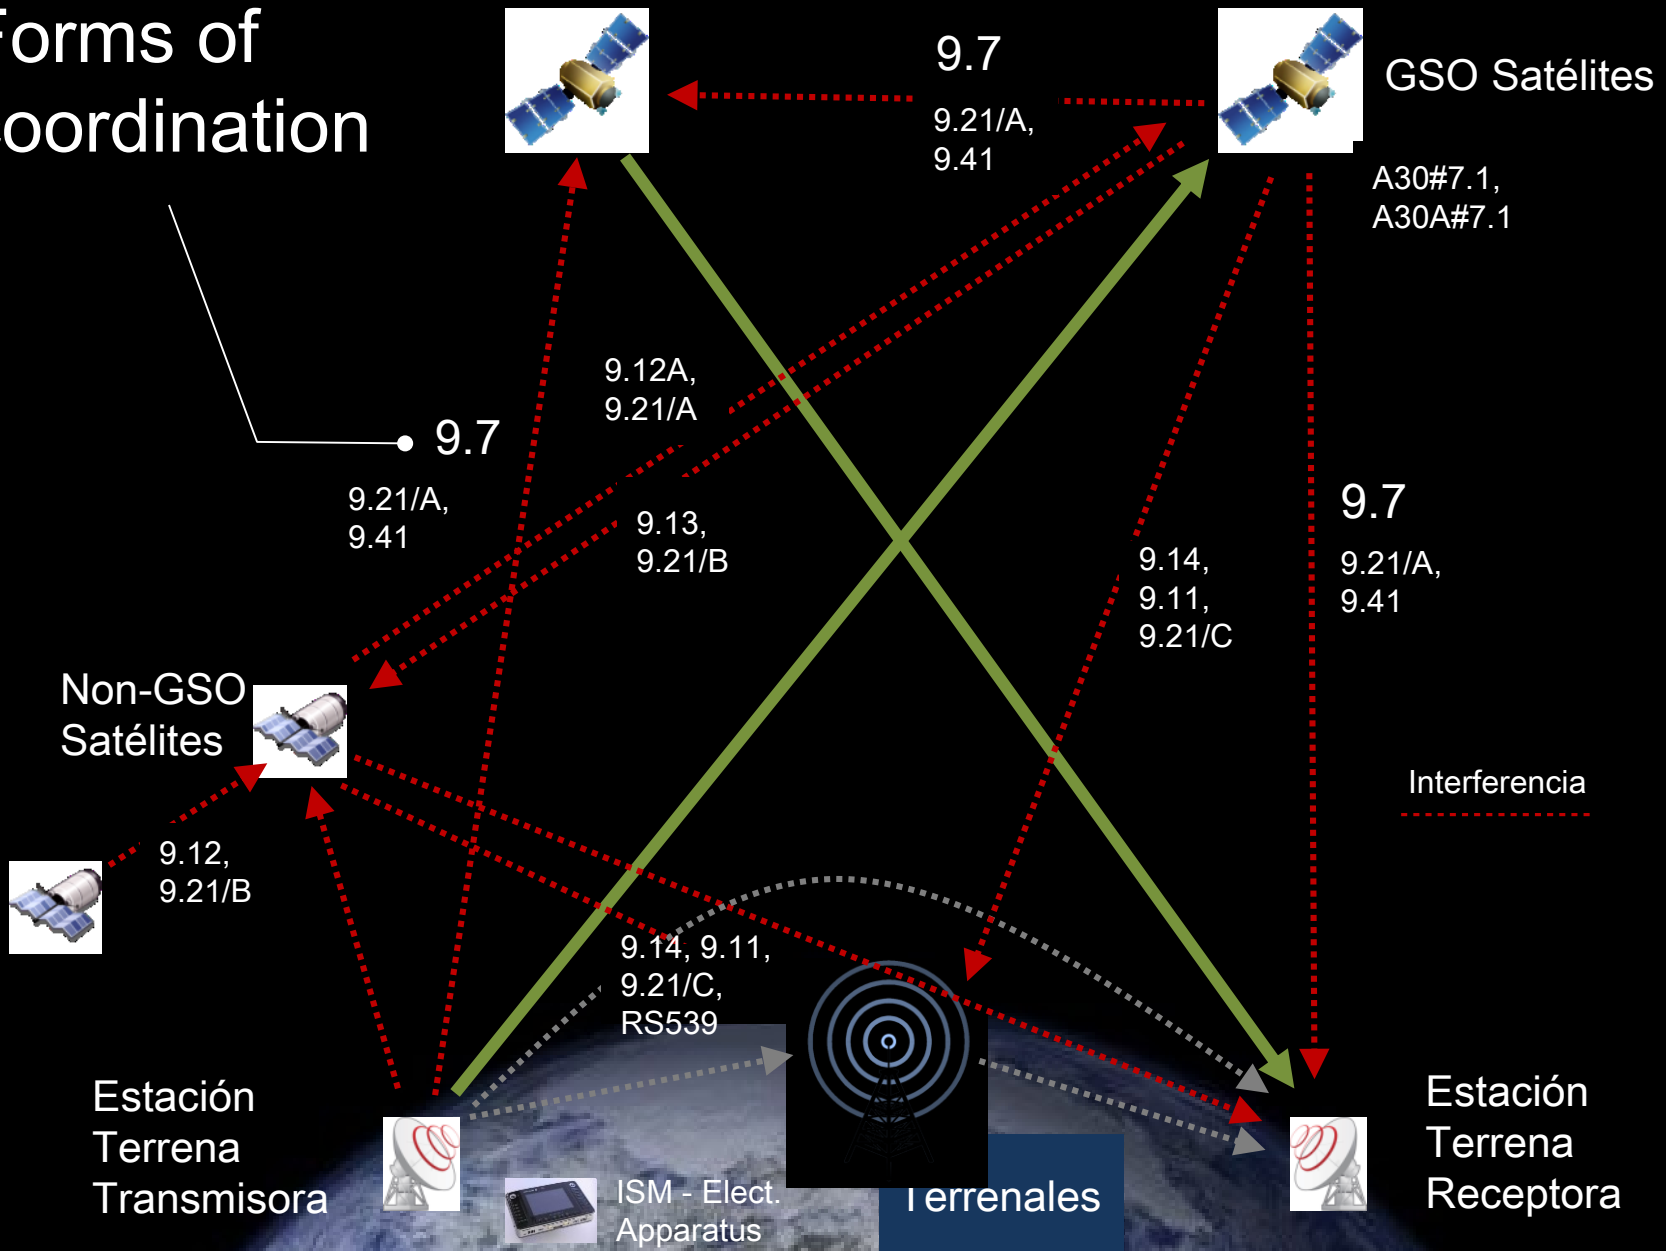 Forms of
coordination
9.7
9.21/A,
9.41
GSO Satélites
A30#7.1,
A30A#7.1
9.12A,
9.21/A
9.7
9.21/A,
9.41
9.13,
9.21/B
9.14,
9.11,
9.21/C
9.7
9.21/A,
9.41
Non-GSO
Satélites
Interferencia
9.12,
9.21/B
9.14, 9.11,
9.21/C,
RS539
Estación
Terrena
Transmisora
ISM - Elect.
Apparatus
Terrenales
Estación
Terrena
Receptora